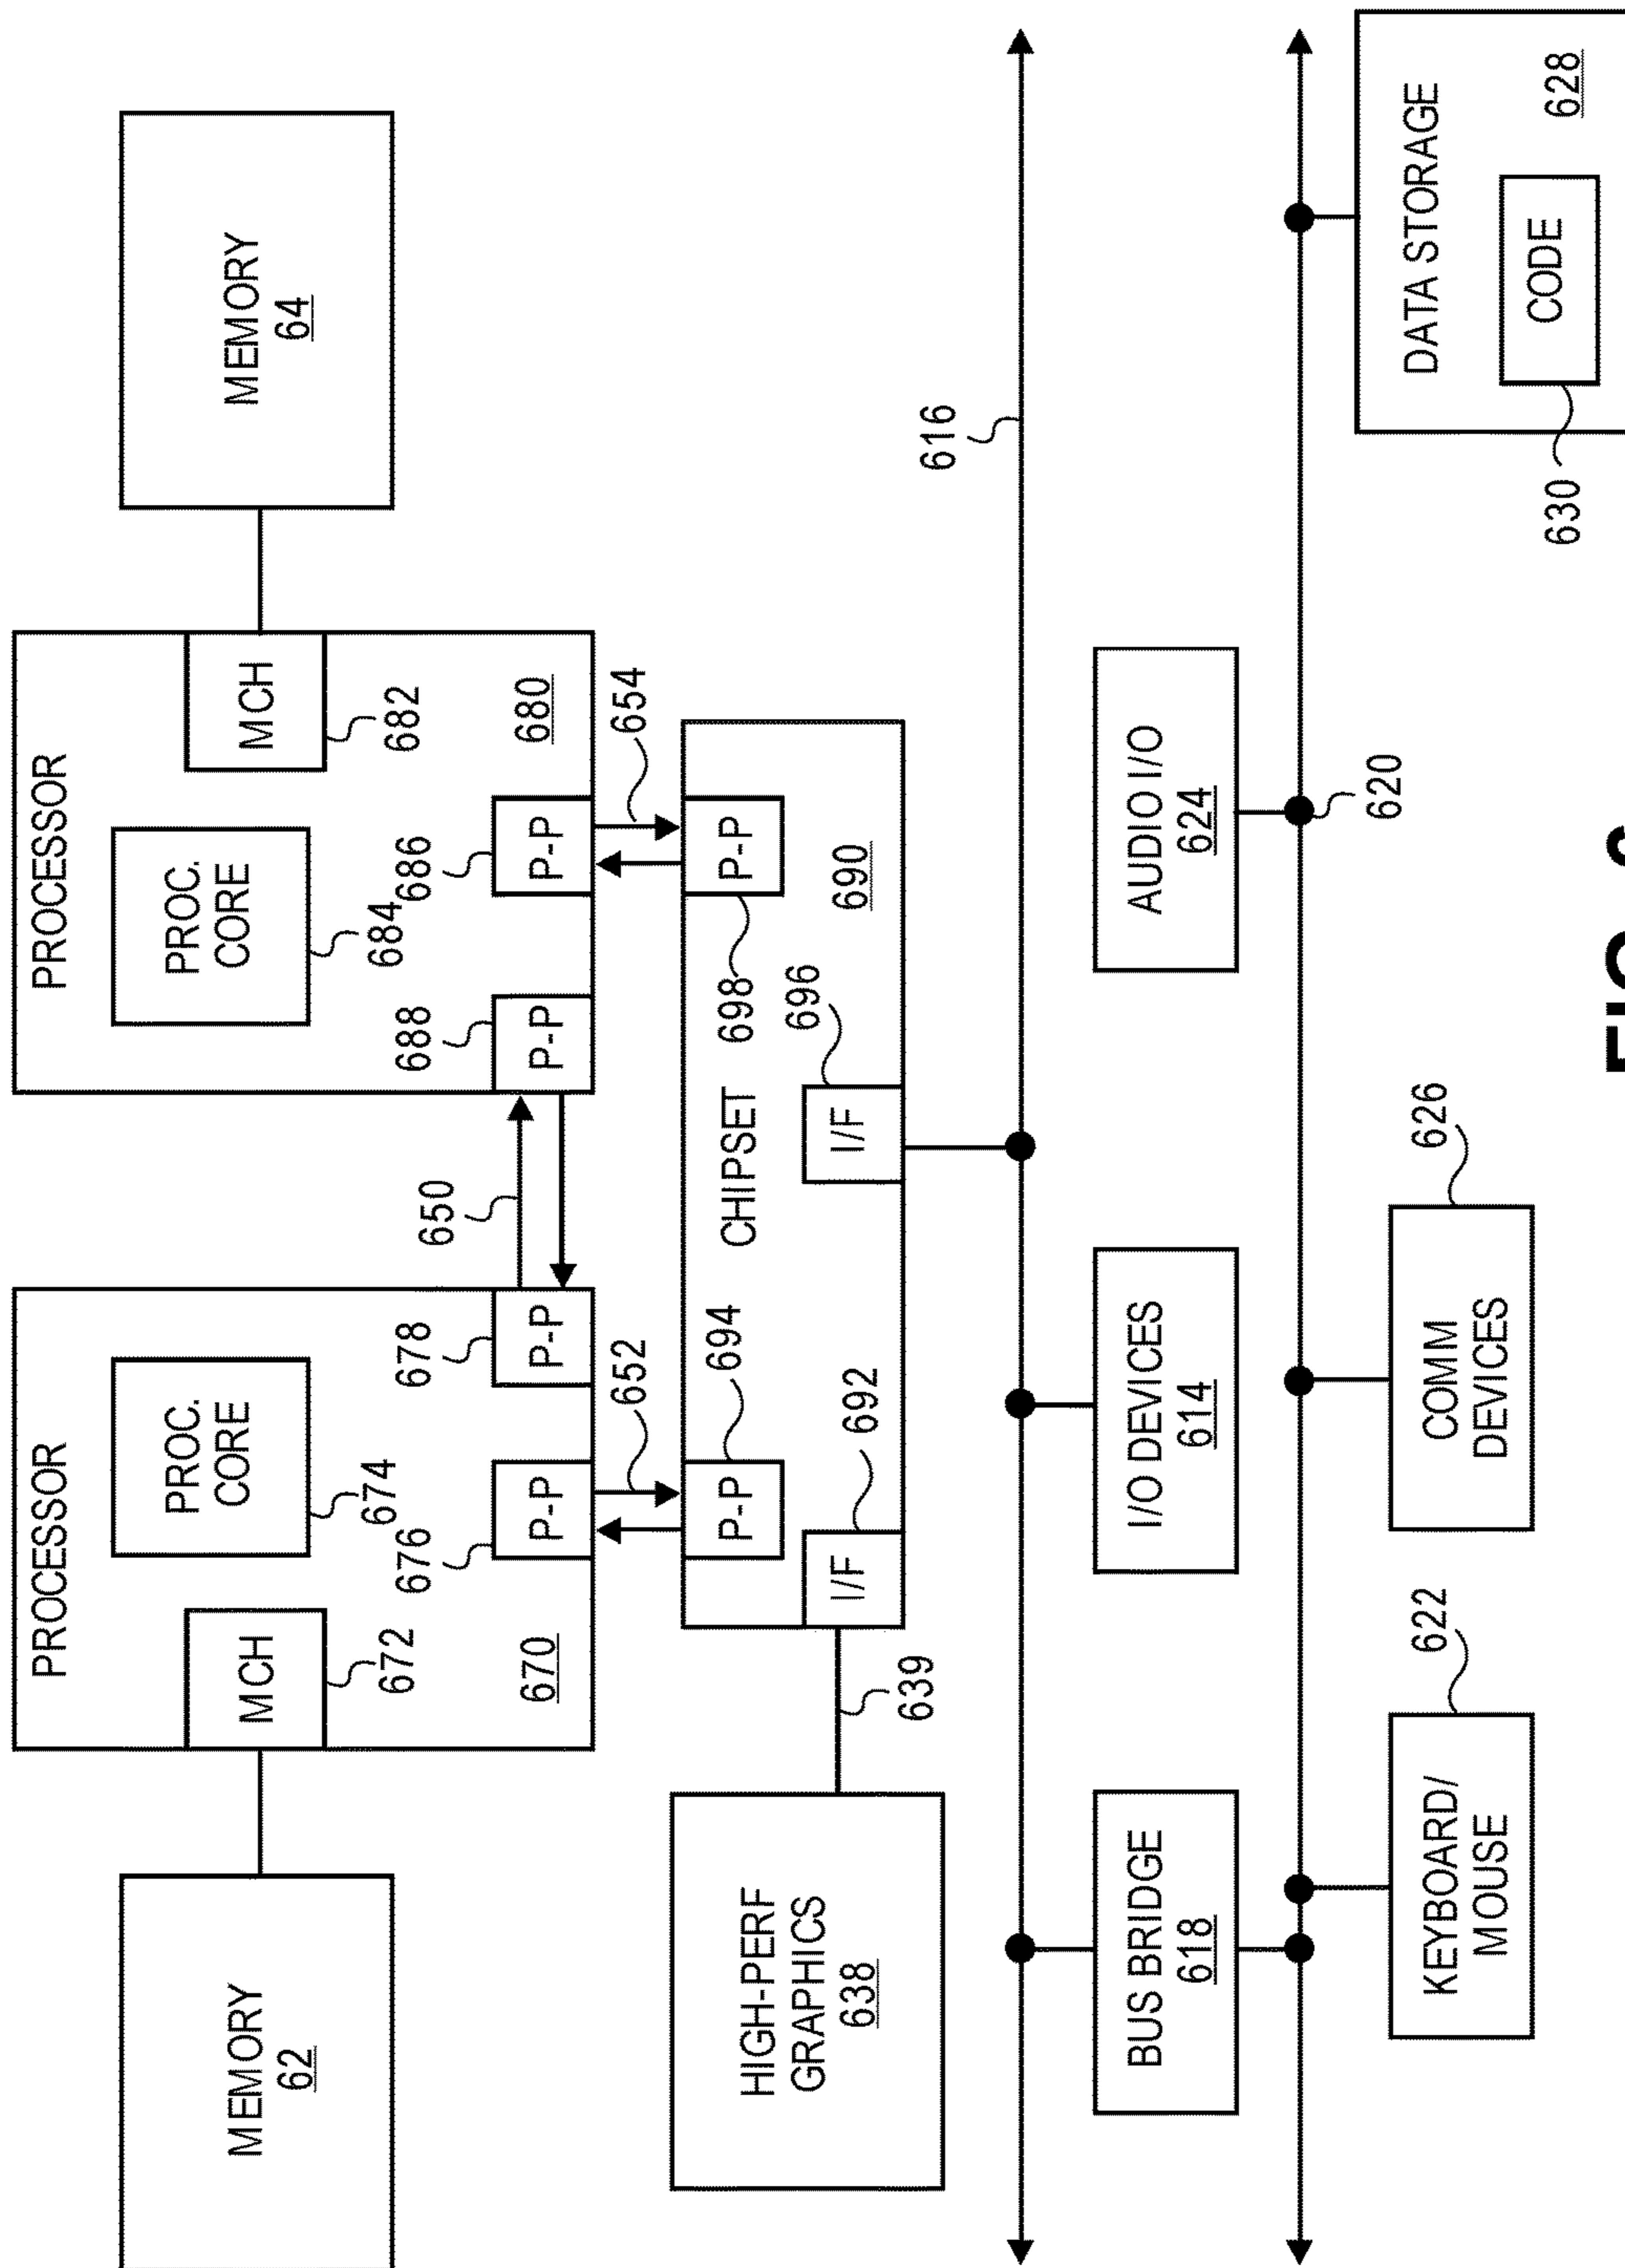 MEMORY
62
PROCESSOR
MCH
672
PROC.
CORE
674
670
676
P-P
678
P-P
650
PROCESSOR
PROC.
CORE
684
MCH
682
688
P-P
686
P-P
680
MEMORY
64
652
654
HIGH-PERF
GRAPHICS
638
639
P-P
694
I/F
692
CHIPSET
P-P
698
I/F
696
690
616
BUS BRIDGE
618
I/O DEVICES
614
AUDIO I/O
624
620
KEYBOARD/
MOUSE
622
COMM
DEVICES
626
DATA STORAGE
CODE
628
630
FIG.